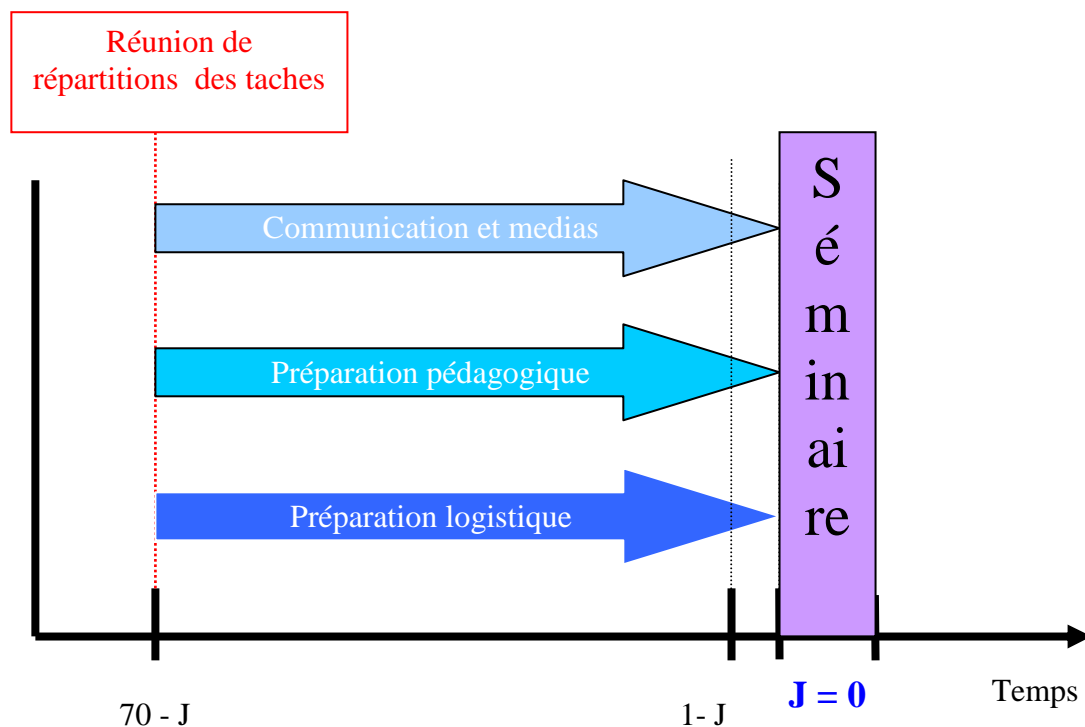 Réunion de
répartitions des taches
Communication et medias
Préparation pédagogique
Préparation logistique
S
é
m
in
ai
re
70 - J
1- J
J = 0
Temps